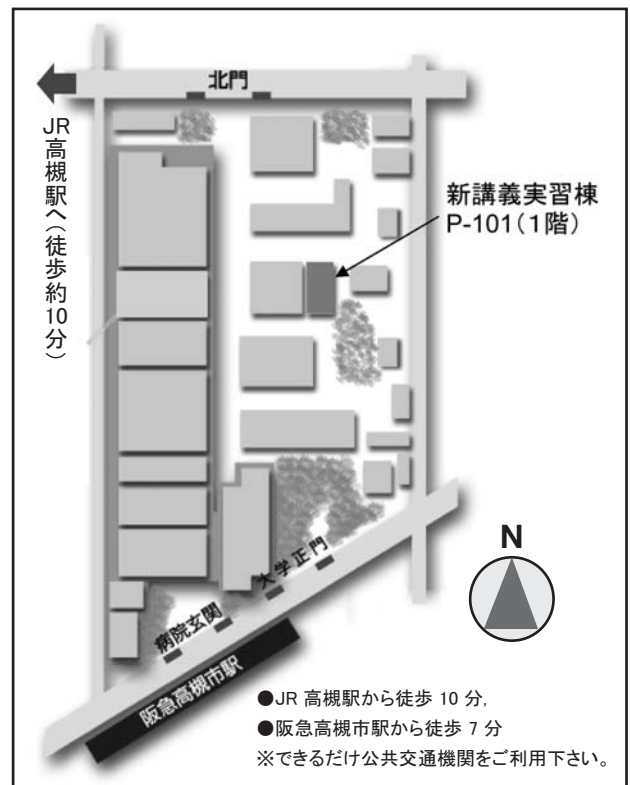 北門
JR高槻駅へ(徒歩約10分)
新講義実習棟
P-101(1階)
大学正門
病院玄関
阪急高槻市駅
N
●JR 高槻駅から徒歩 10 分,
●阪急高槻市駅から徒歩 7 分
※できるだけ公共交通機関をご利用下さい。